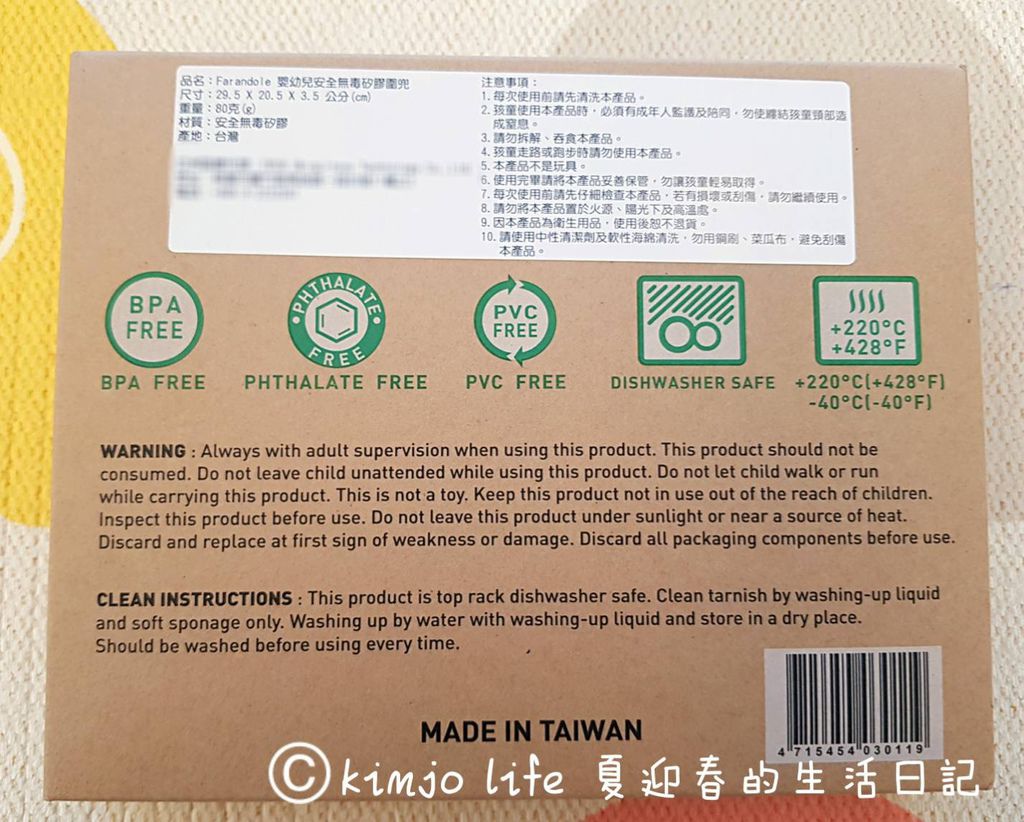 品名：Farandole 嬰幼兒安全無毒矽膠圍兜
尺寸：29.5 X 20.5 X 3.5 公分(cm)
重量：80克(g)
材質：安全無毒矽膠
產地：台灣
注意事項：
1. 每次使用前請先清洗本產品。
2. 孩童使用本產品時，必須有成年人監護及陪同，勿使纏結孩童頸部造
成窒息。
3. 請勿拆解、吞食本產品。
4. 孩童走路或跑步時請勿使用本產品。
5. 本產品不是玩具。
6. 使用完畢請將本產品妥善保管，勿讓孩童輕易取得。
7. 每次使用前請先仔細檢查本產品，若有損壞或刮傷，請勿繼續使用。
8. 請勿將本產品置於火源、陽光下及高溫處。
9. 因本產品為衛生用品，使用後恕不退貨。
10. 請使用中性清潔劑及軟性海綿清洗，勿用鋼刷、菜瓜布，避免刮傷
本產品。
BPA
FREE
BPA FREE
PHTHALATE
FREE
PHTHALATE FREE
PVC
FREE
PVC FREE
DISHWASHER SAFE
+220°C
+428°F
+220°C(+428°F)
-40°C(-40°F)
WARNING : Always with adult supervision when using this product. This product should not be
consumed. Do not leave child unattended while using this product. Do not let child walk or run
while carrying this product. This is not a toy. Keep this product not in use out of the reach of children.
Inspect this product before use. Do not leave this product under sunlight or near a source of heat.
Discard and replace at first sign of weakness or damage. Discard all packaging components before use.
CLEAN INSTRUCTIONS : This product is top rack dishwasher safe. Clean tarnish by washing-up liquid
and soft sponage only. Washing up by water with washing-up liquid and store in a dry place.
Should be washed before using every time.
MADE IN TAIWAN
4 715454 030119
©kimjo life 夏迎春的生活日記